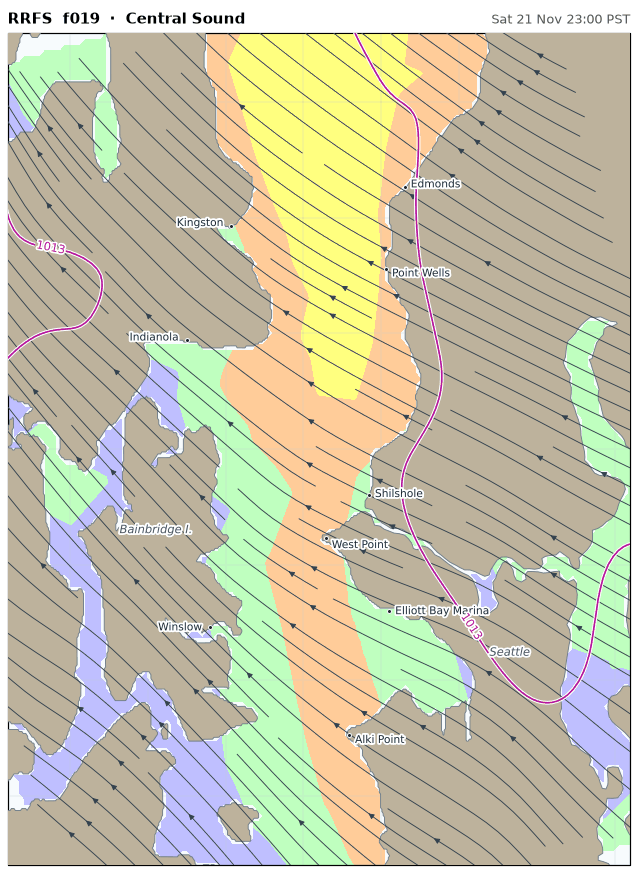 RRFS f019 · Central Sound
Sat 21 Nov 23:00 PST
Edmonds
Kingston
1013
Point Wells
Indianola
Shilshole
Bainbridge I.
West Point
Elliott Bay Marina
Winslow
1013
Seattle
Alki Point